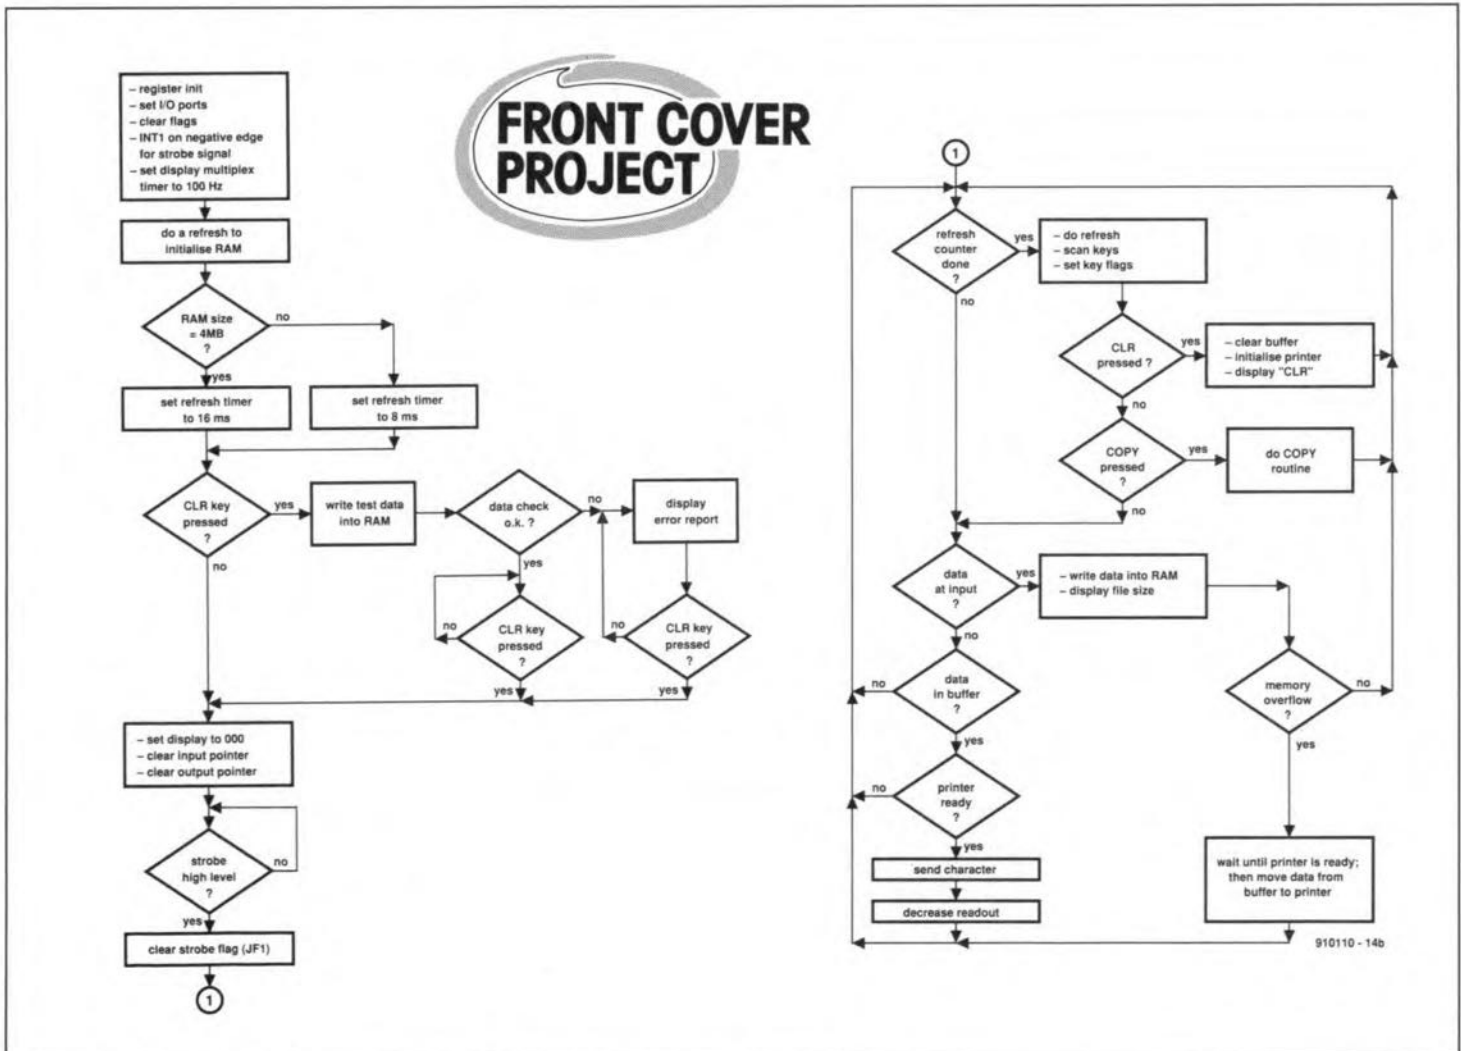 – register init
– set I/O ports
– clear flags
– INT1 on negative edge
for strobe signal
– set display multiplex
timer to 100 Hz
do a refresh to
initialise RAM
RAM size
= 4MB
?
no
yes
set refresh timer
to 16 ms
set refresh timer
to 8 ms
CLR key
pressed
?
yes
no
write test data
into RAM
data check
o.k. ?
no
yes
display
error report
CLR key
pressed
?
no
yes
CLR key
pressed
?
no
yes
– set display to 000
– clear input pointer
– clear output pointer
strobe
high level
?
no
yes
clear strobe flag (JF1)
1
FRONT COVER
PROJECT
1
refresh
counter
done
?
yes
no
– do refresh
– scan keys
– set key flags
CLR
pressed ?
yes
no
– clear buffer
– initialise printer
– display "CLR"
COPY
pressed
?
yes
no
do COPY
routine
data
at input
?
yes
no
– write data into RAM
– display file size
data
in buffer
?
no
yes
memory
overflow
?
no
yes
printer
ready
?
no
yes
send character
decrease readout
wait until printer is ready;
then move data from
buffer to printer
910110 - 14b